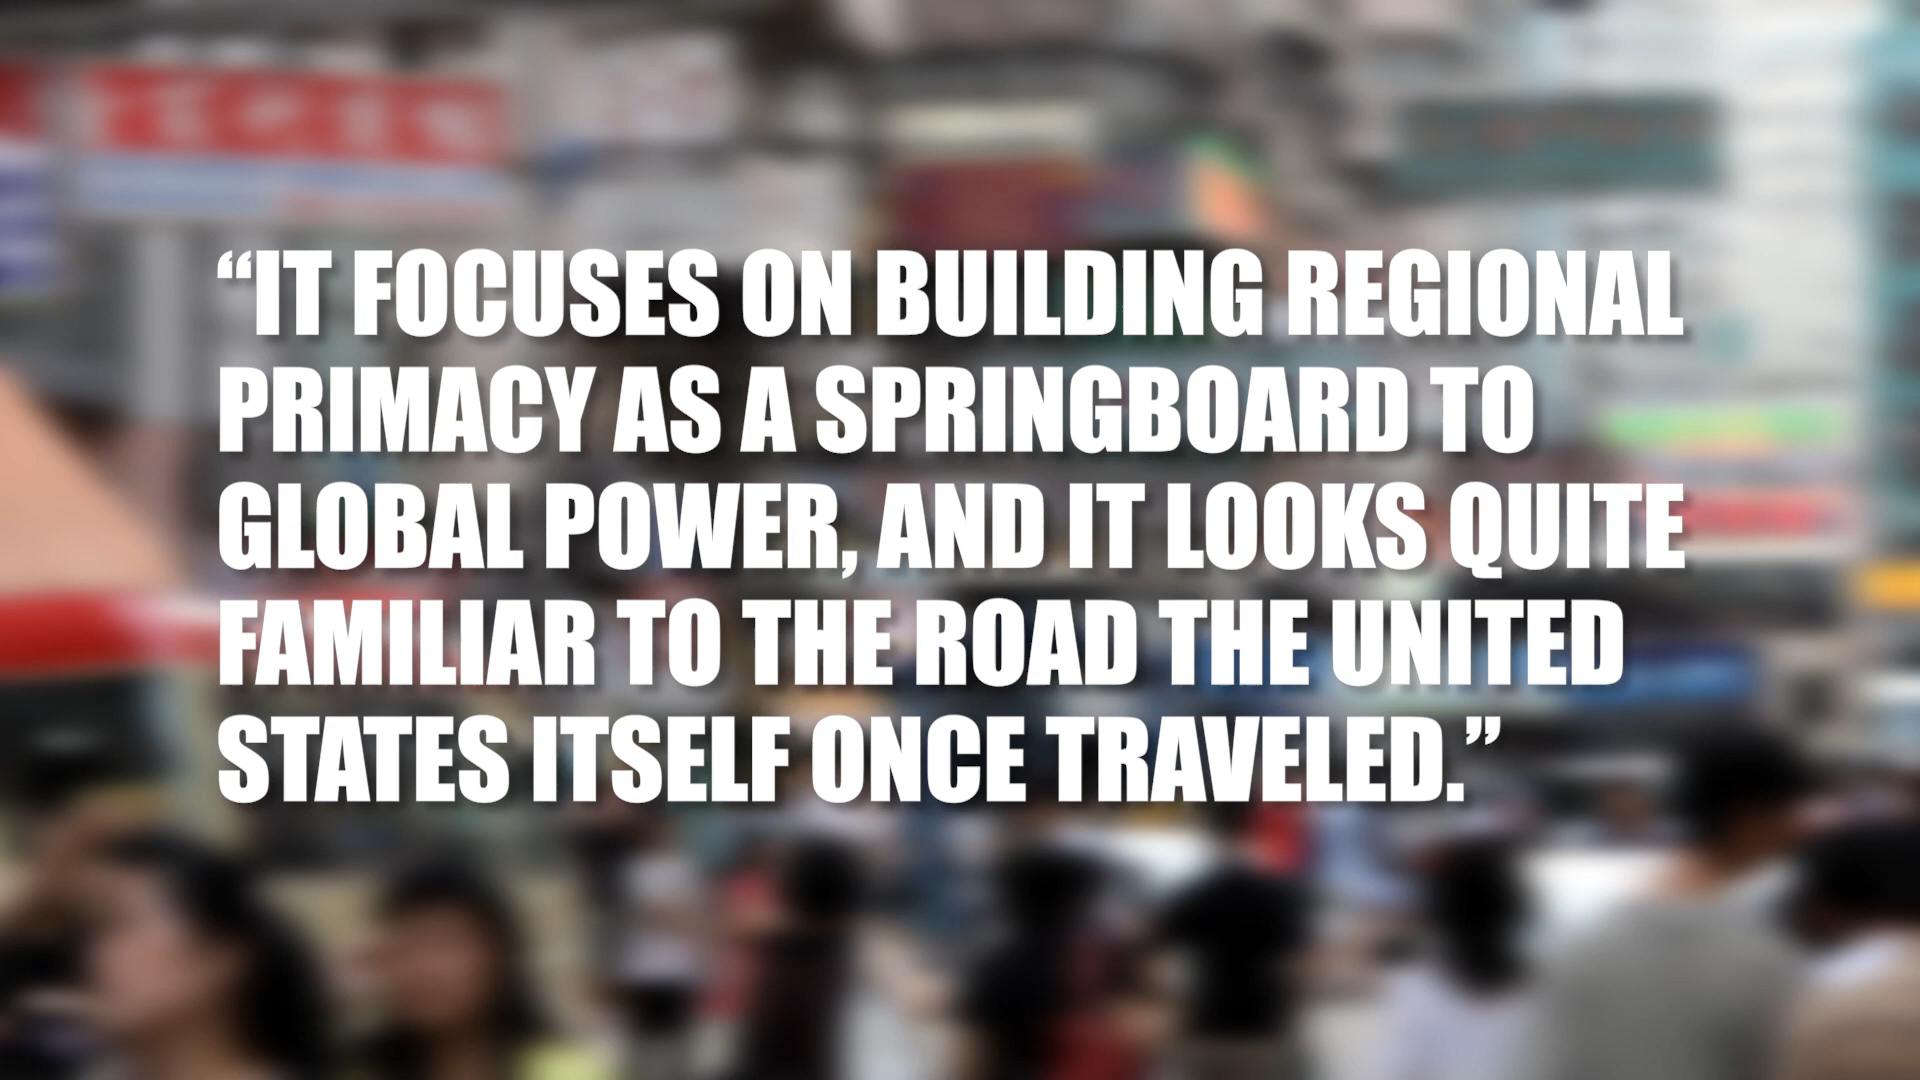 “IT FOCUSES ON BUILDING REGIONAL
PRIMACY AS A SPRINGBOARD TO
GLOBAL POWER, AND IT LOOKS QUITE
FAMILIAR TO THE ROAD THE UNITED
STATES ITSELF ONCE TRAVELED.”